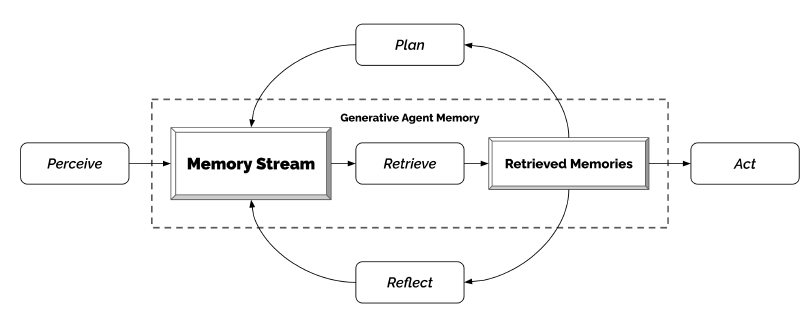 Plan
Generative Agent Memory
Perceive
Memory Stream
Retrieve
Retrieved Memories
Act
Reflect